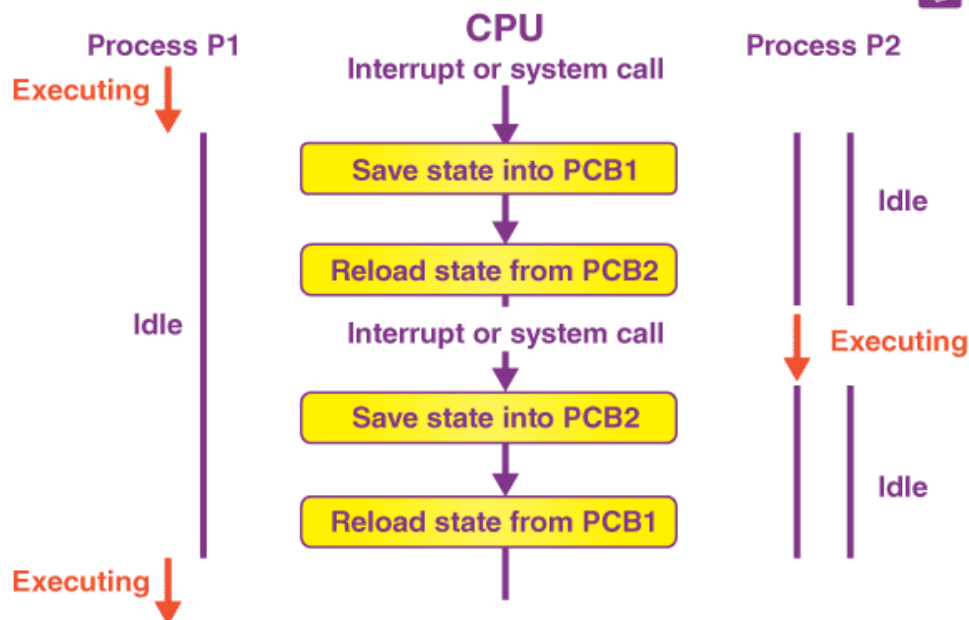 CPU
Process P1
Process P2
Interrupt or system call
Executing
Save state into PCB1
Idle
Reload state from PCB2
Idle
Interrupt or system call
Executing
Save state into PCB2
Idle
Reload state from PCB1
Executing